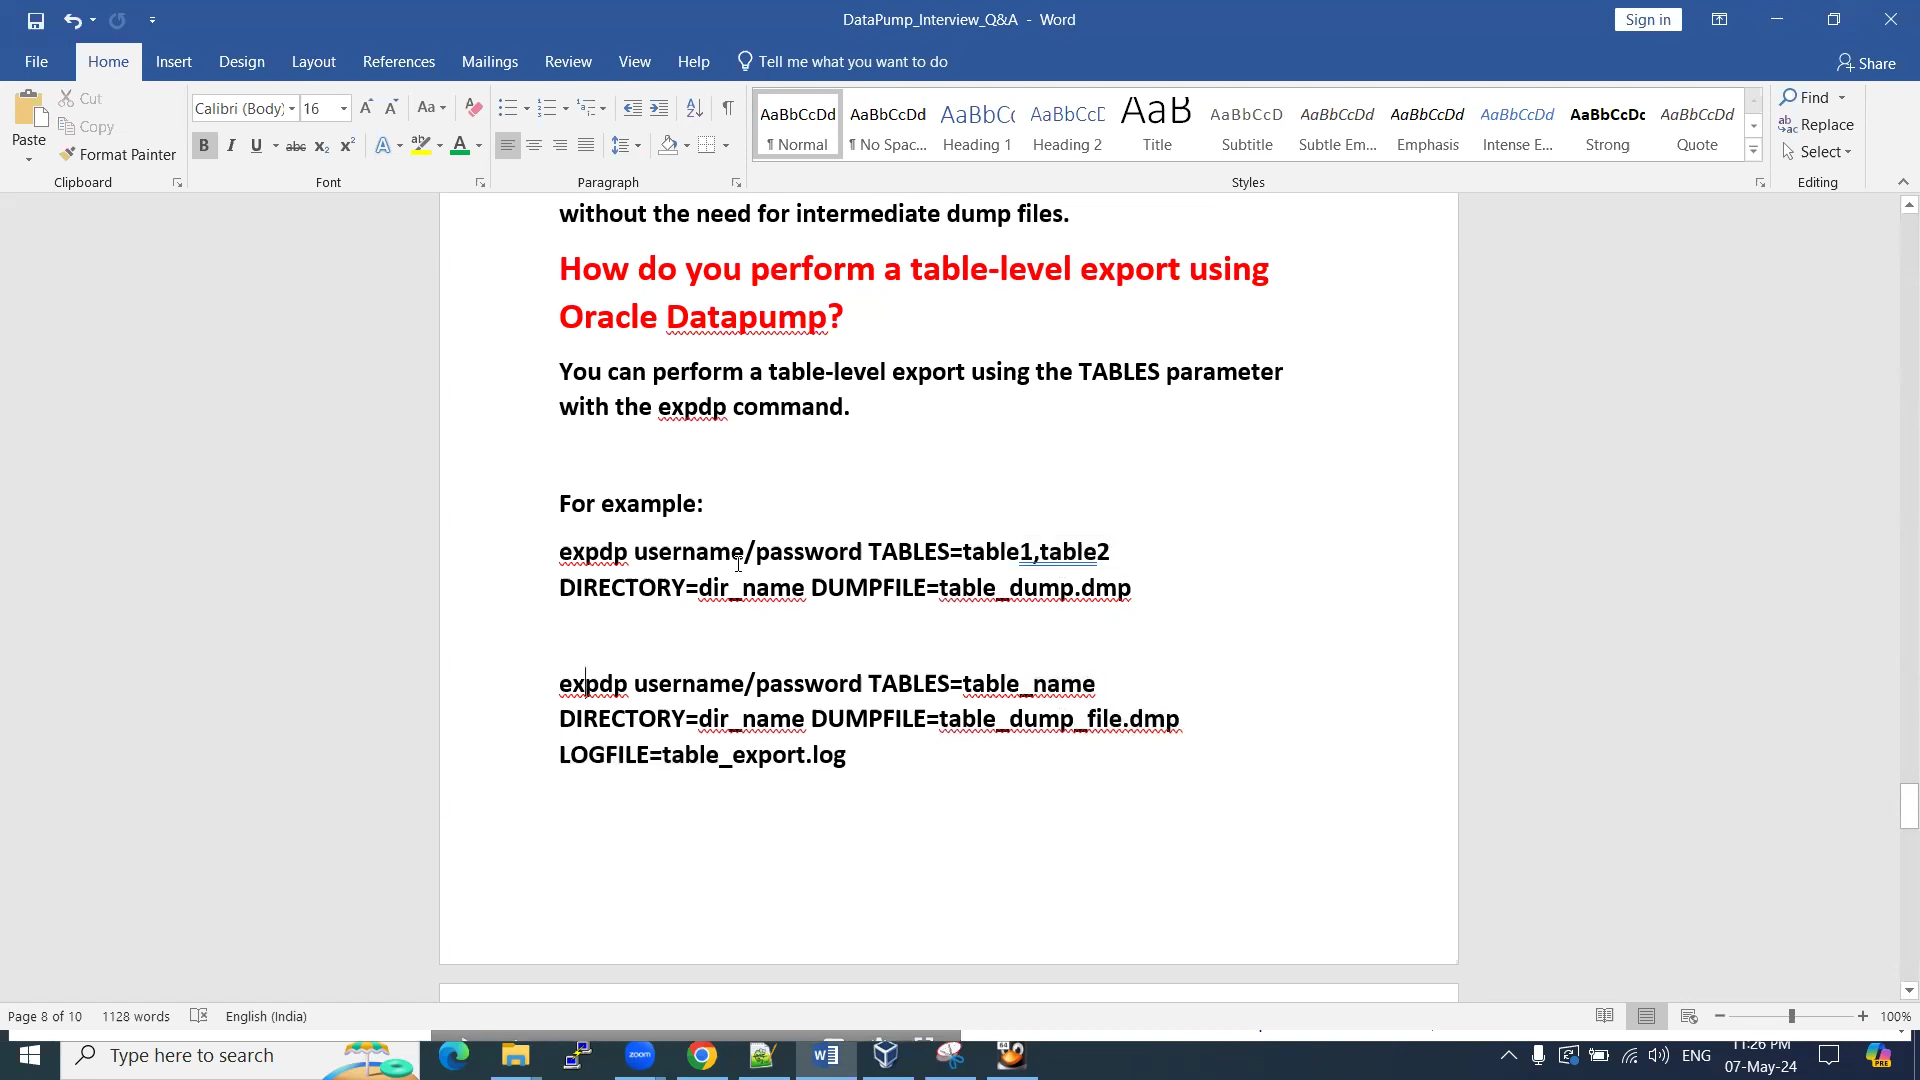 DataPump_Interview_Q&A - Word
Sign in
File Home Insert Design Layout References Mailings Review View Help Tell me what you want to do Share
Paste Cut Copy Format Painter
Calibri (Body) 16
AaBbCcDd AaBbCcDd AaBbC AaBbCcD AaB AaBbCcD AaBbCcDd AaBbCcDd AaBbCcDd AaBbCcDc AaBbCcDd
¶ Normal ¶ No Spac... Heading 1 Heading 2 Title Subtitle Subtle Em... Emphasis Intense E... Strong Quote
Find Replace Select
Clipboard Font Paragraph Styles Editing
without the need for intermediate dump files.
How do you perform a table-level export using
Oracle Datapump?
You can perform a table-level export using the TABLES parameter
with the expdp command.
For example:
expdp username/password TABLES=table1,table2
DIRECTORY=dir_name DUMPFILE=table_dump.dmp
expdp username/password TABLES=table_name
DIRECTORY=dir_name DUMPFILE=table_dump_file.dmp
LOGFILE=table_export.log
Page 8 of 10 1128 words English (India) 100%
Type here to search
zoom
ENG
11:26 PM
07-May-24
PRE